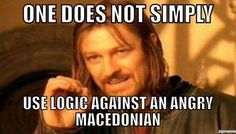 ONE DOES NOT SIMPLY
USE LOGIC AGAINST AN ANGRY
MACEDONIAN